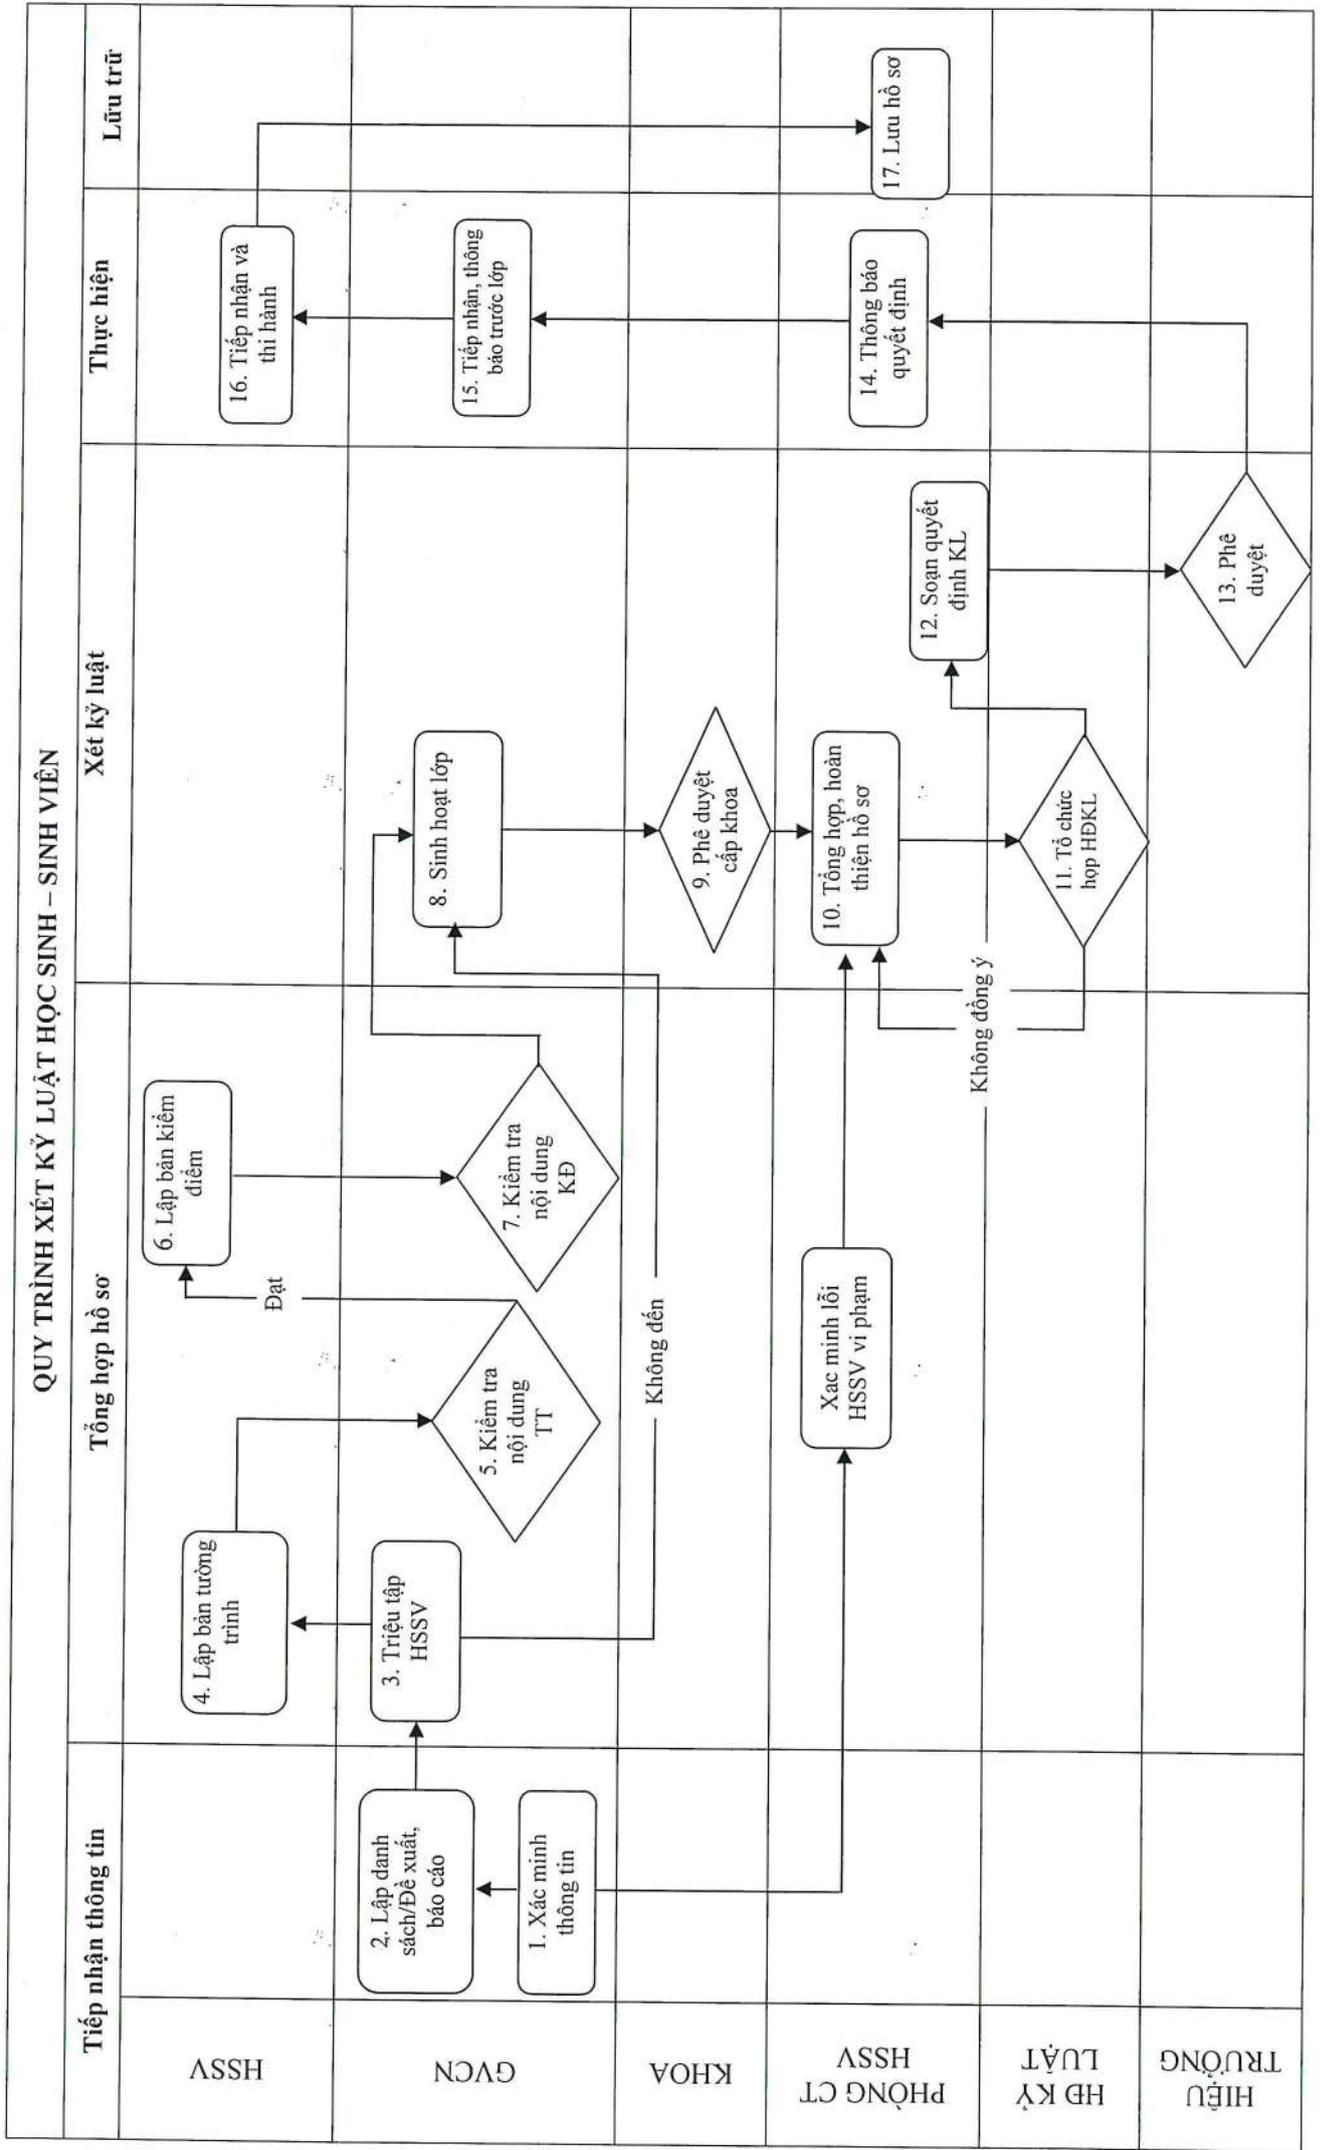 QUY TRÌNH XÉT KỶ LUẬT HỌC SINH – SINH VIÊN
Tiếp nhận thông tin
Tổng hợp hồ sơ
Xét kỷ luật
Thực hiện
Lữu trữ
HSSV
4. Lập bản tường
trình
6. Lập bản kiểm
điểm
Đạt
16. Tiếp nhận và
thi hành
GVCN
2. Lập danh
sách/Đề xuất,
báo cáo
1. Xác minh
thông tin
3. Triệu tập
HSSV
5. Kiểm tra
nội dung
TT
7. Kiểm tra
nội dung
KĐ
8. Sinh hoạt lớp
15. Tiếp nhận, thông
báo trước lớp
KHOA
Không đến
9. Phê duyệt
cấp khoa
PHÒNG CT
HSSV
Xac minh lỗi
HSSV vi phạm
10. Tổng hợp, hoàn
thiện hồ sơ
12. Soạn quyết
định KL
14. Thông báo
quyết định
17. Lưu hồ sơ
Không đồng ý
HĐ KỶ
LUẬT
11. Tổ chức
họp HĐKL
HIỆU
TRƯỞNG
13. Phê
duyệt